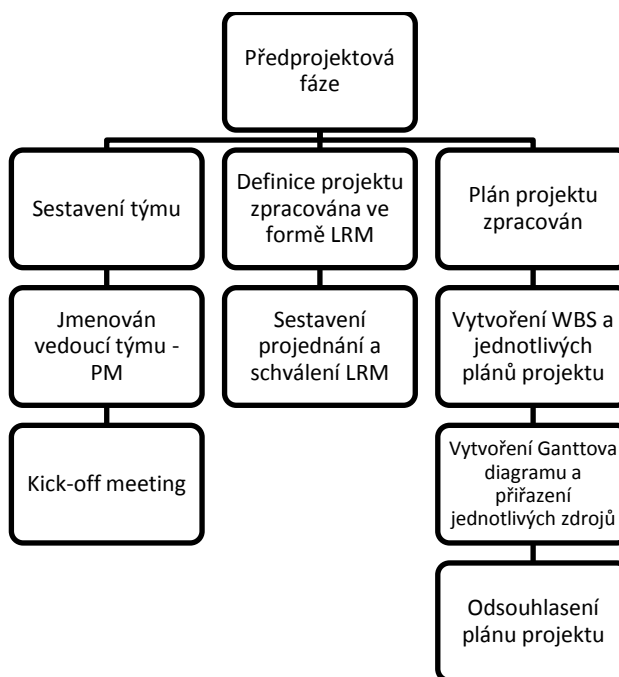 Předprojektová
fáze
Sestavení týmu
Definice projektu
zpracována ve
formě LRM
Plán projektu
zpracován
Jmenován
vedoucí týmu -
PM
Sestavení
projednání a
schválení LRM
Vytvoření WBS a
jednotlivých
plánů projektu
Kick-off meeting
Vytvoření Ganttova
diagramu a
přiřazení
jednotlivých zdrojů
Odsouhlasení
plánu projektu